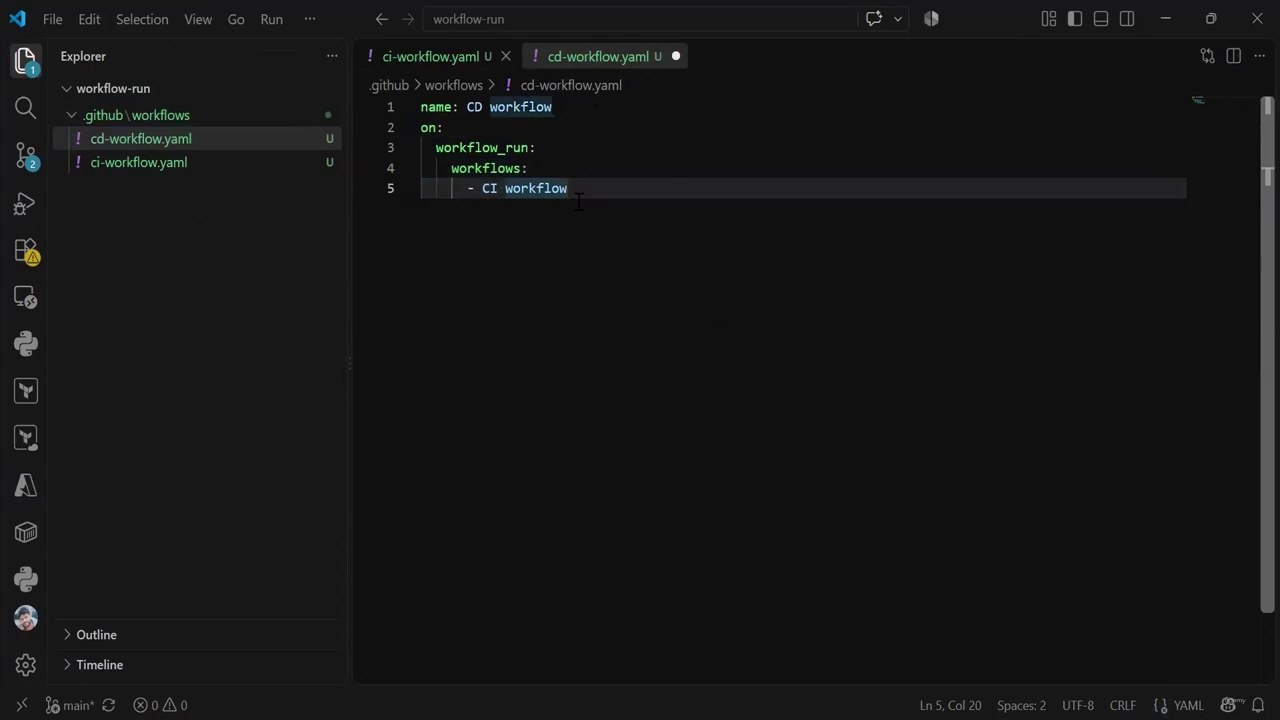 File Edit Selection View Go Run ···
workflow-run
Explorer
1
workflow-run
.github\workflows
cd-workflow.yaml U
ci-workflow.yaml U
2
ci-workflow.yaml U
cd-workflow.yaml U
.github > workflows > cd-workflow.yaml
1 name: CD workflow
2 on:
3 workflow_run:
4 workflows:
5 - CI workflow
Outline
Timeline
main* 0 0
Ln 5, Col 20 Spaces: 2 UTF-8 CRLF {} YAML